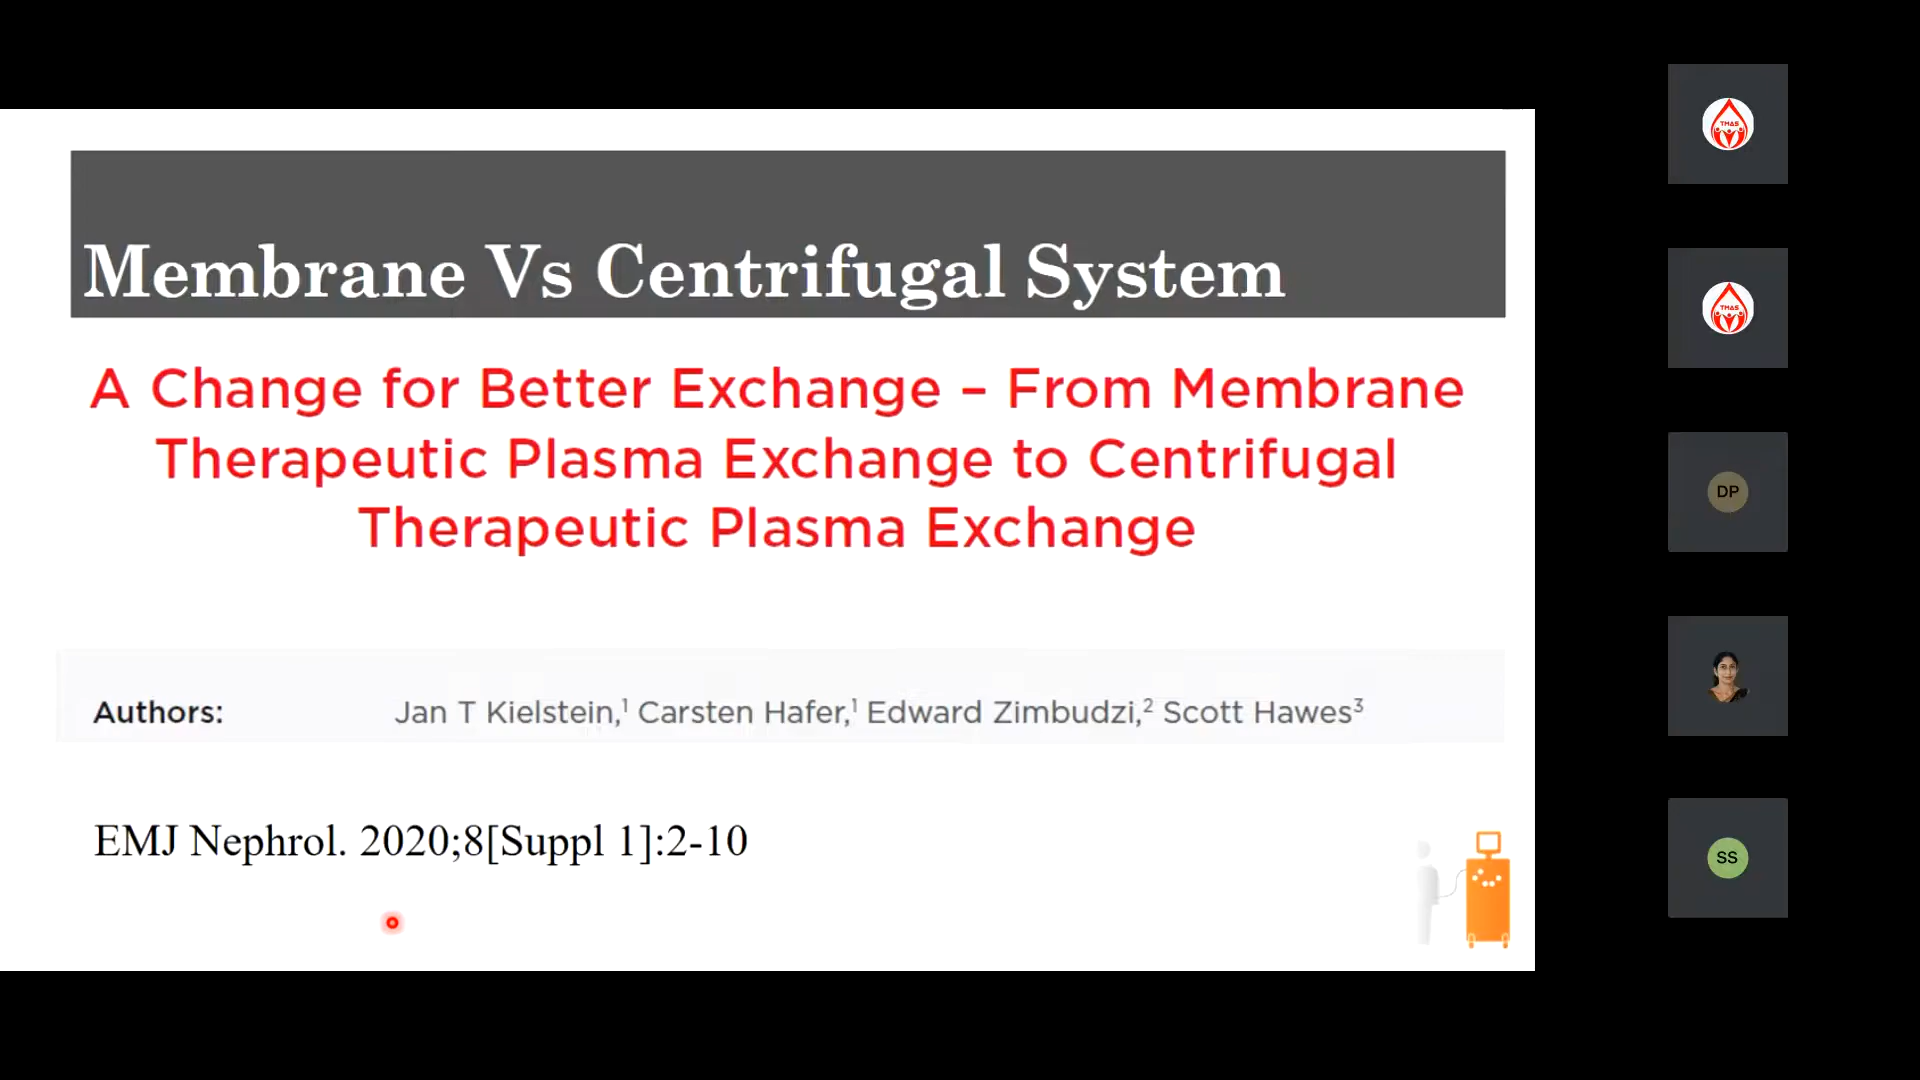 Membrane Vs Centrifugal System
A Change for Better Exchange – From Membrane
Therapeutic Plasma Exchange to Centrifugal
Therapeutic Plasma Exchange
Authors: Jan T Kielstein,¹ Carsten Hafer,¹ Edward Zimbudzi,² Scott Hawes³
EMJ Nephrol. 2020;8[Suppl 1]:2-10
TMAS
TMAS
DP
SS